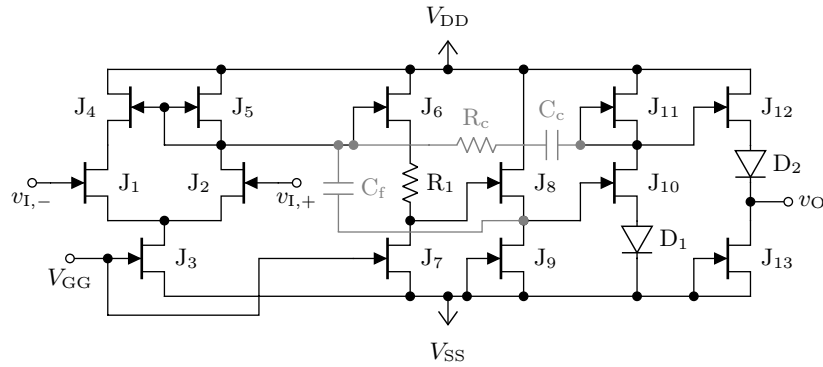 V_DD
J_4
J_5
J_6
R_c
C_c
J_11
J_12
v_I,−
J_1
J_2
v_I,+
C_f
R_1
J_8
J_10
D_2
v_O
V_GG
J_3
J_7
J_9
D_1
J_13
V_SS